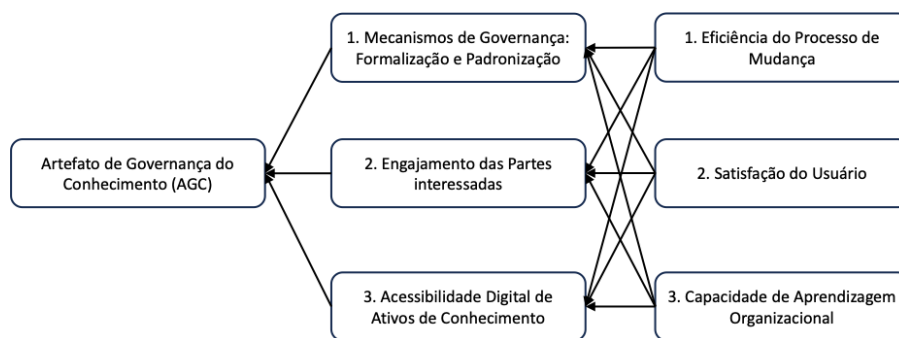 1. Mecanismos de Governança:
Formalização e Padronização
1. Eficiência do Processo de
Mudança
Artefato de Governança do
Conhecimento (AGC)
2. Engajamento das Partes
interessadas
2. Satisfação do Usuário
3. Acessibilidade Digital de
Ativos de Conhecimento
3. Capacidade de Aprendizagem
Organizacional